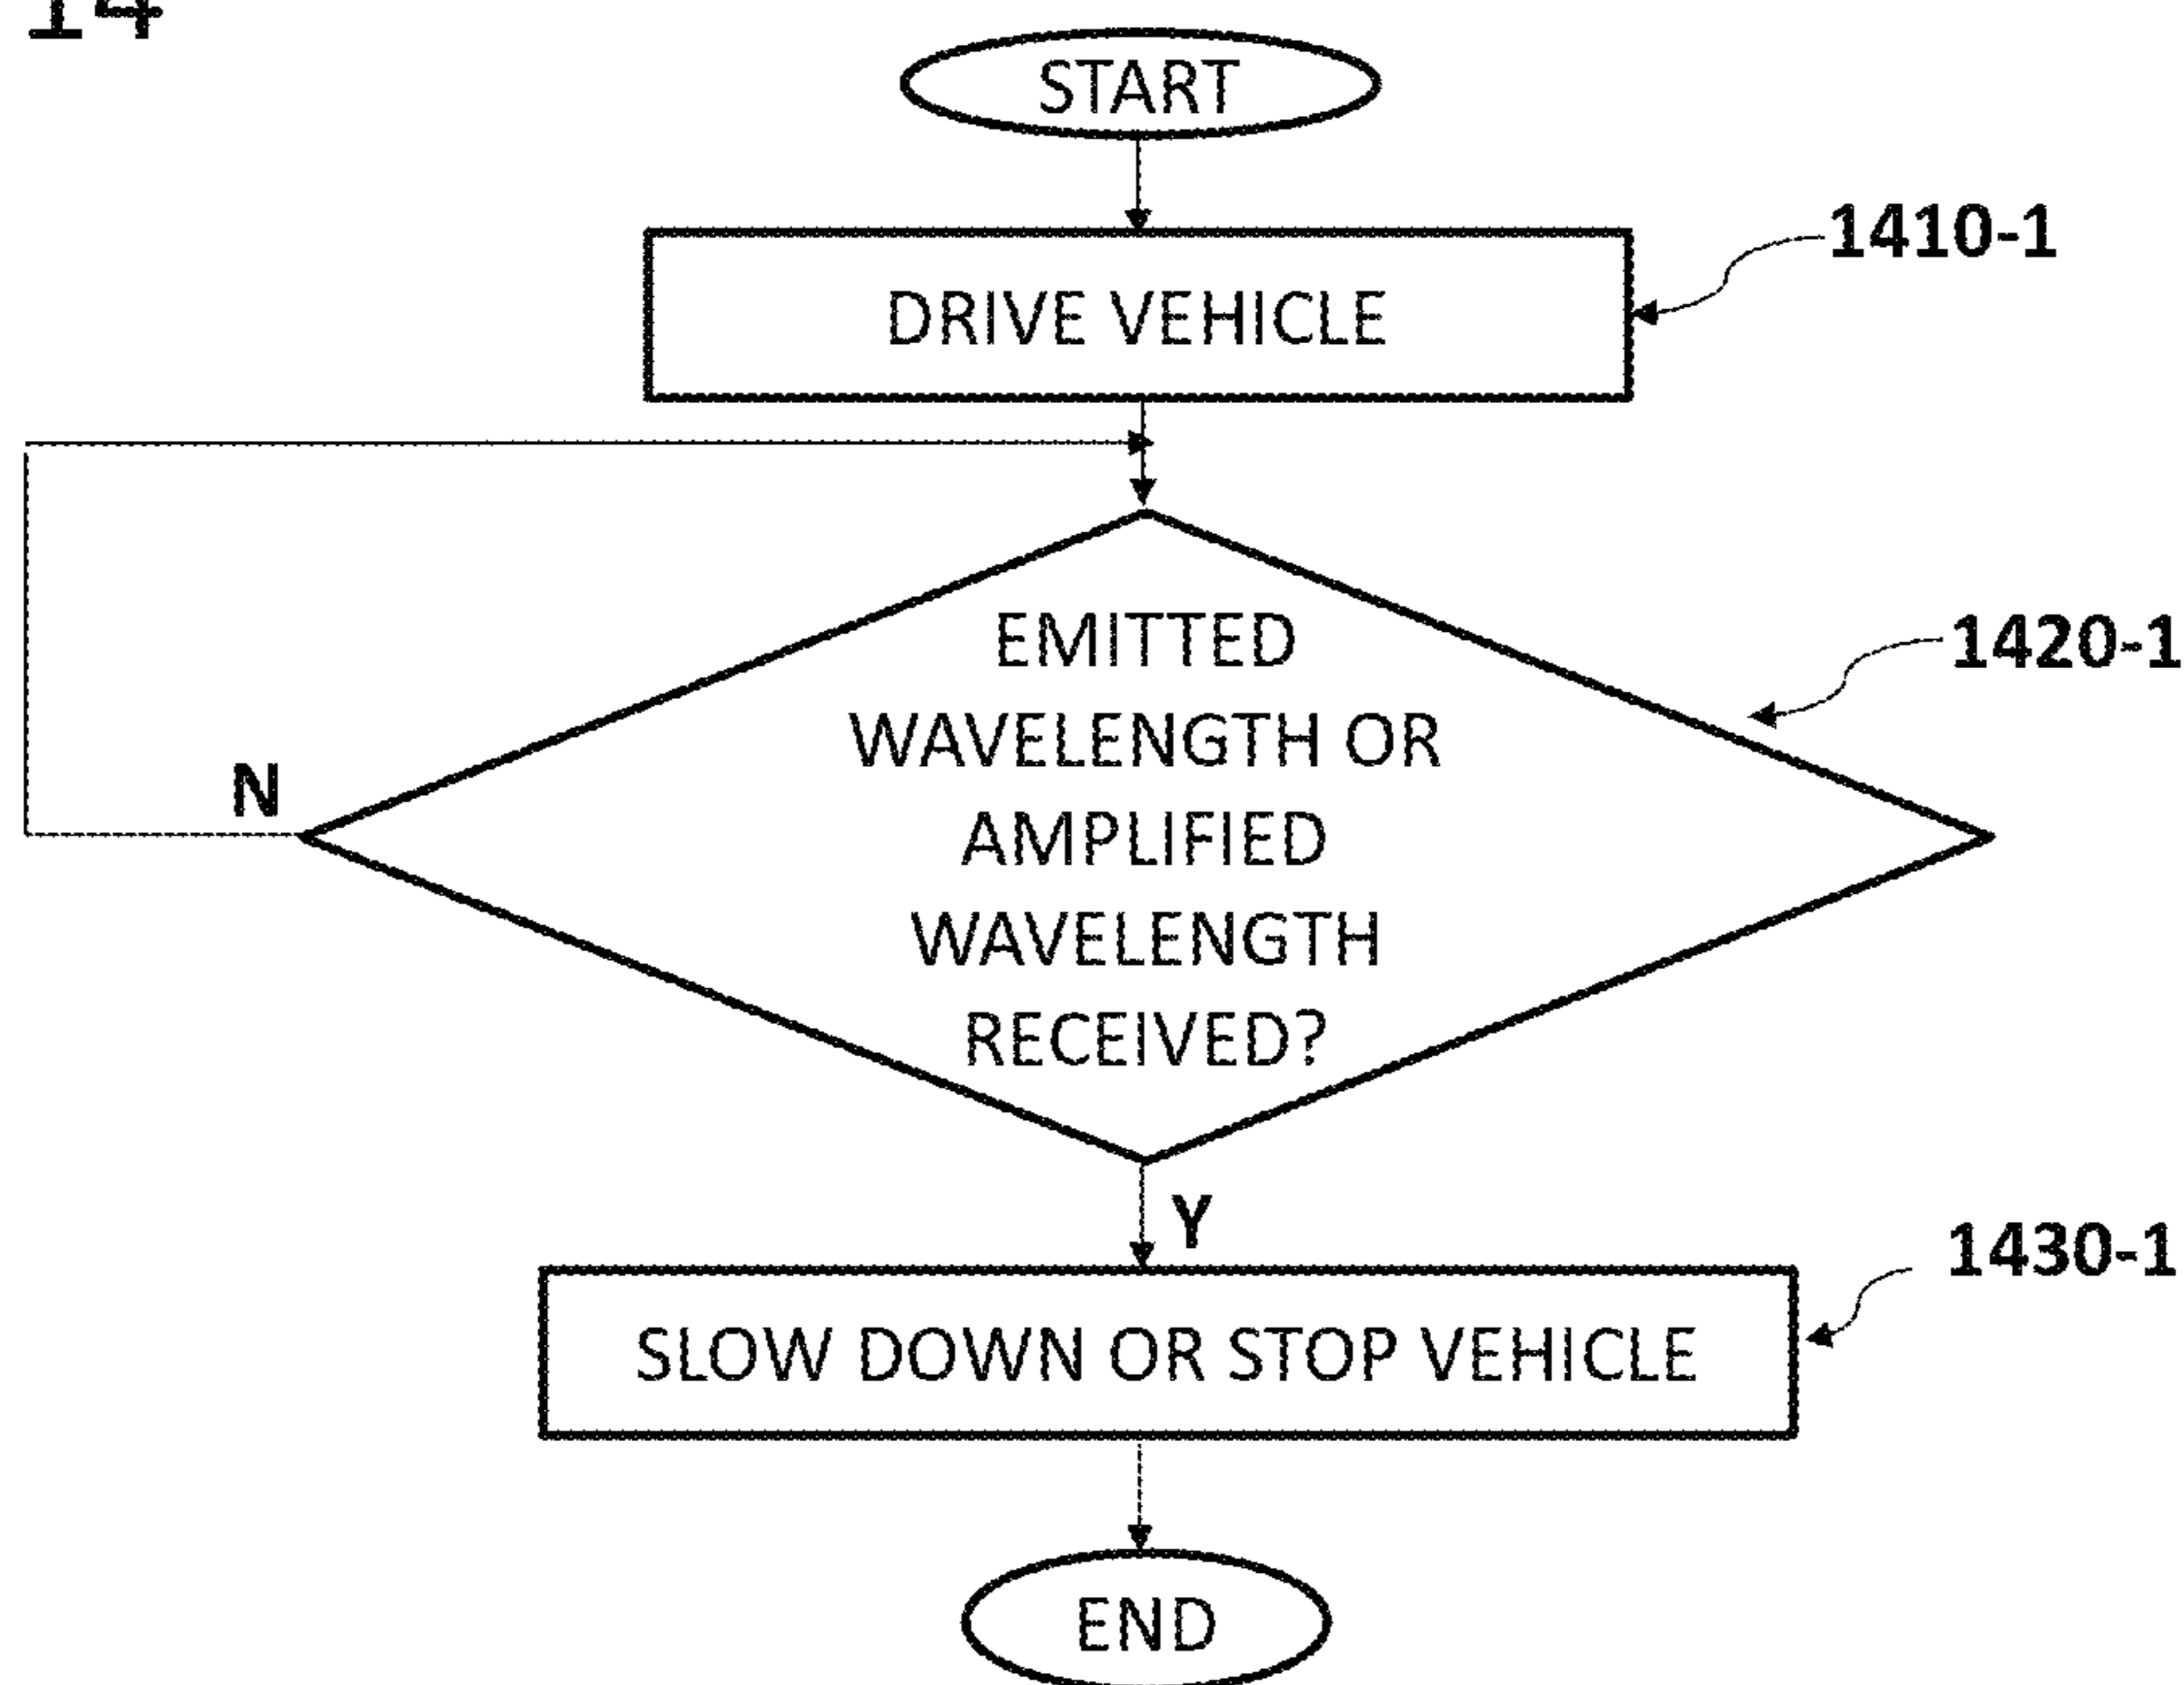 14
START
1410-1
DRIVE VEHICLE
EMITTED
1420-1
WAVELENGTH OR
N
AMPLIFIED
WAVELENGTH
RECEIVED?
Y
1430-1
SLOW DOWN OR STOP VEHICLE
END